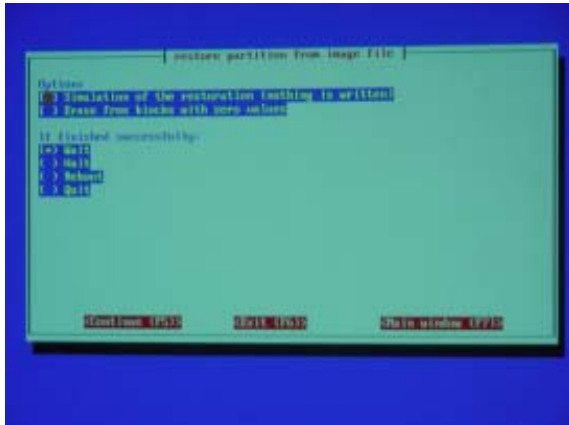 restore partition from image file
Options
[ ] Simulation of the restoration (nothing is written)
[ ] Erase free blocks with zero values
If finished successfully:
(*) Wait
( ) Halt
( ) Reboot
( ) Quit
<Continue (F5)> <Exit (F6)> <Main window (F7)>